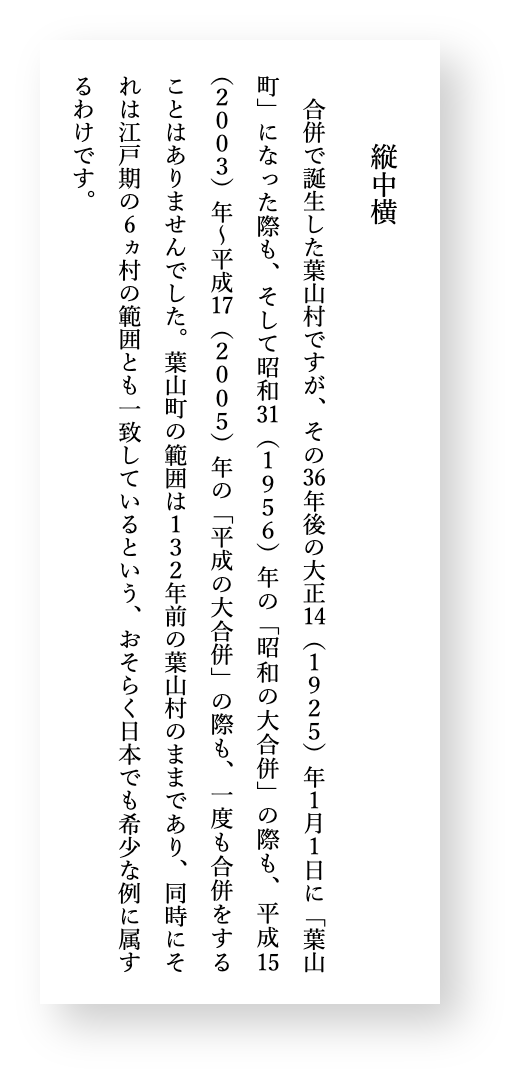 縦中横
　合併で誕生した葉山村ですが、その36年後の大正14（１９２５）年１月１日に「葉山
町」になった際も、そして昭和31（１９５６）年の「昭和の大合併」の際も、平成15
（２００３）年～平成17（２００５）年の「平成の大合併」の際も、一度も合併をする
ことはありませんでした。葉山町の範囲は１３２年前の葉山村のままであり、同時にそ
れは江戸期の６ヵ村の範囲とも一致しているという、おそらく日本でも希少な例に属す
るわけです。